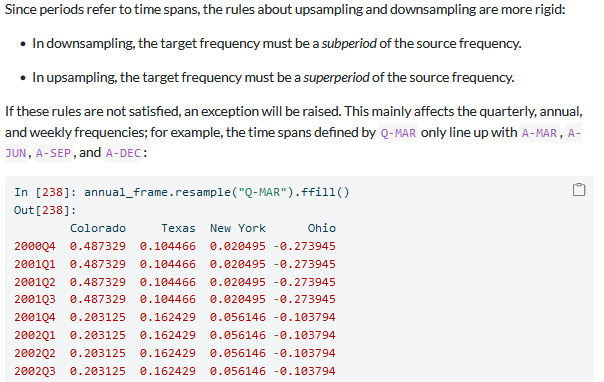 Since periods refer to time spans, the rules about upsampling and downsampling are more rigid:
• In downsampling, the target frequency must be a subperiod of the source frequency.
• In upsampling, the target frequency must be a superperiod of the source frequency.
If these rules are not satisfied, an exception will be raised. This mainly affects the quarterly, annual,
and weekly frequencies; for example, the time spans defined by Q-MAR only line up with A-MAR, A-
JUN, A-SEP, and A-DEC:
In [238]: annual_frame.resample("Q-MAR").ffill()
Out[238]:
        Colorado     Texas  New York      Ohio
2000Q4  0.487329  0.104466  0.020495 -0.273945
2001Q1  0.487329  0.104466  0.020495 -0.273945
2001Q2  0.487329  0.104466  0.020495 -0.273945
2001Q3  0.487329  0.104466  0.020495 -0.273945
2001Q4  0.203125  0.162429  0.056146 -0.103794
2002Q1  0.203125  0.162429  0.056146 -0.103794
2002Q2  0.203125  0.162429  0.056146 -0.103794
2002Q3  0.203125  0.162429  0.056146 -0.103794